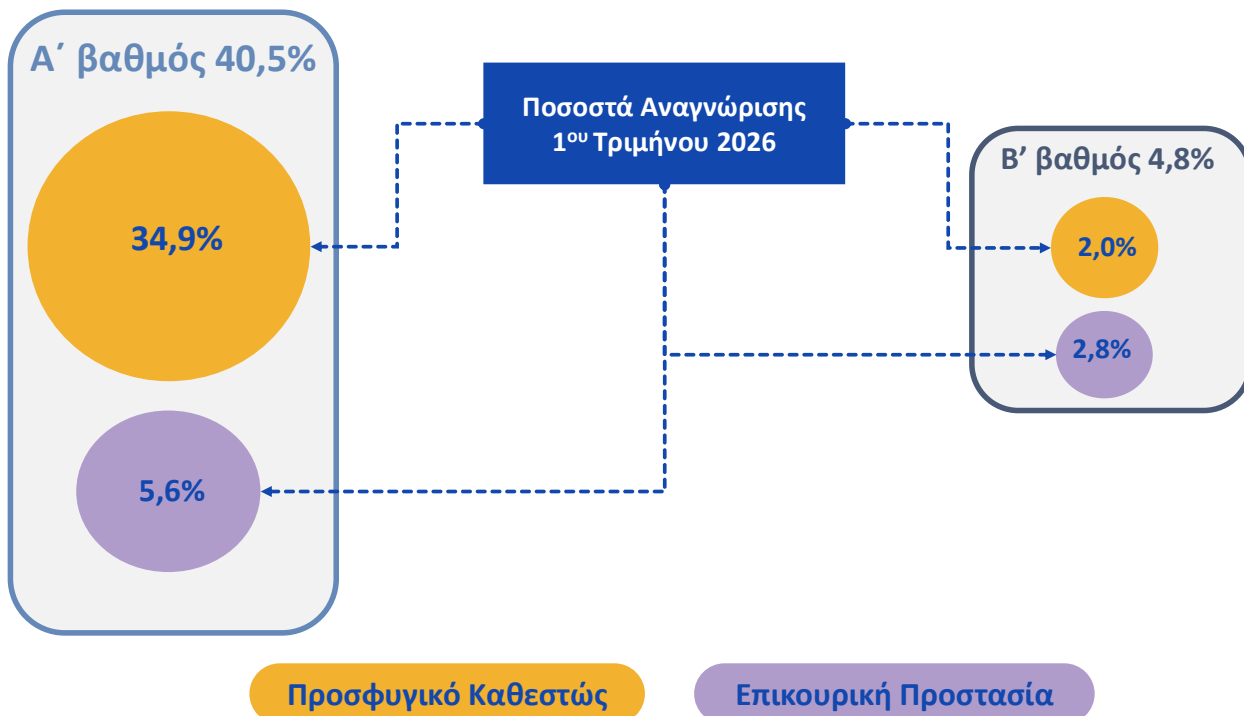 Α΄ βαθμός 40,5%
34,9%
5,6%
Ποσοστά Αναγνώρισης
1ου Τριμήνου 2026
Β’ βαθμός 4,8%
2,0%
2,8%
Προσφυγικό Καθεστώς
Επικουρική Προστασία